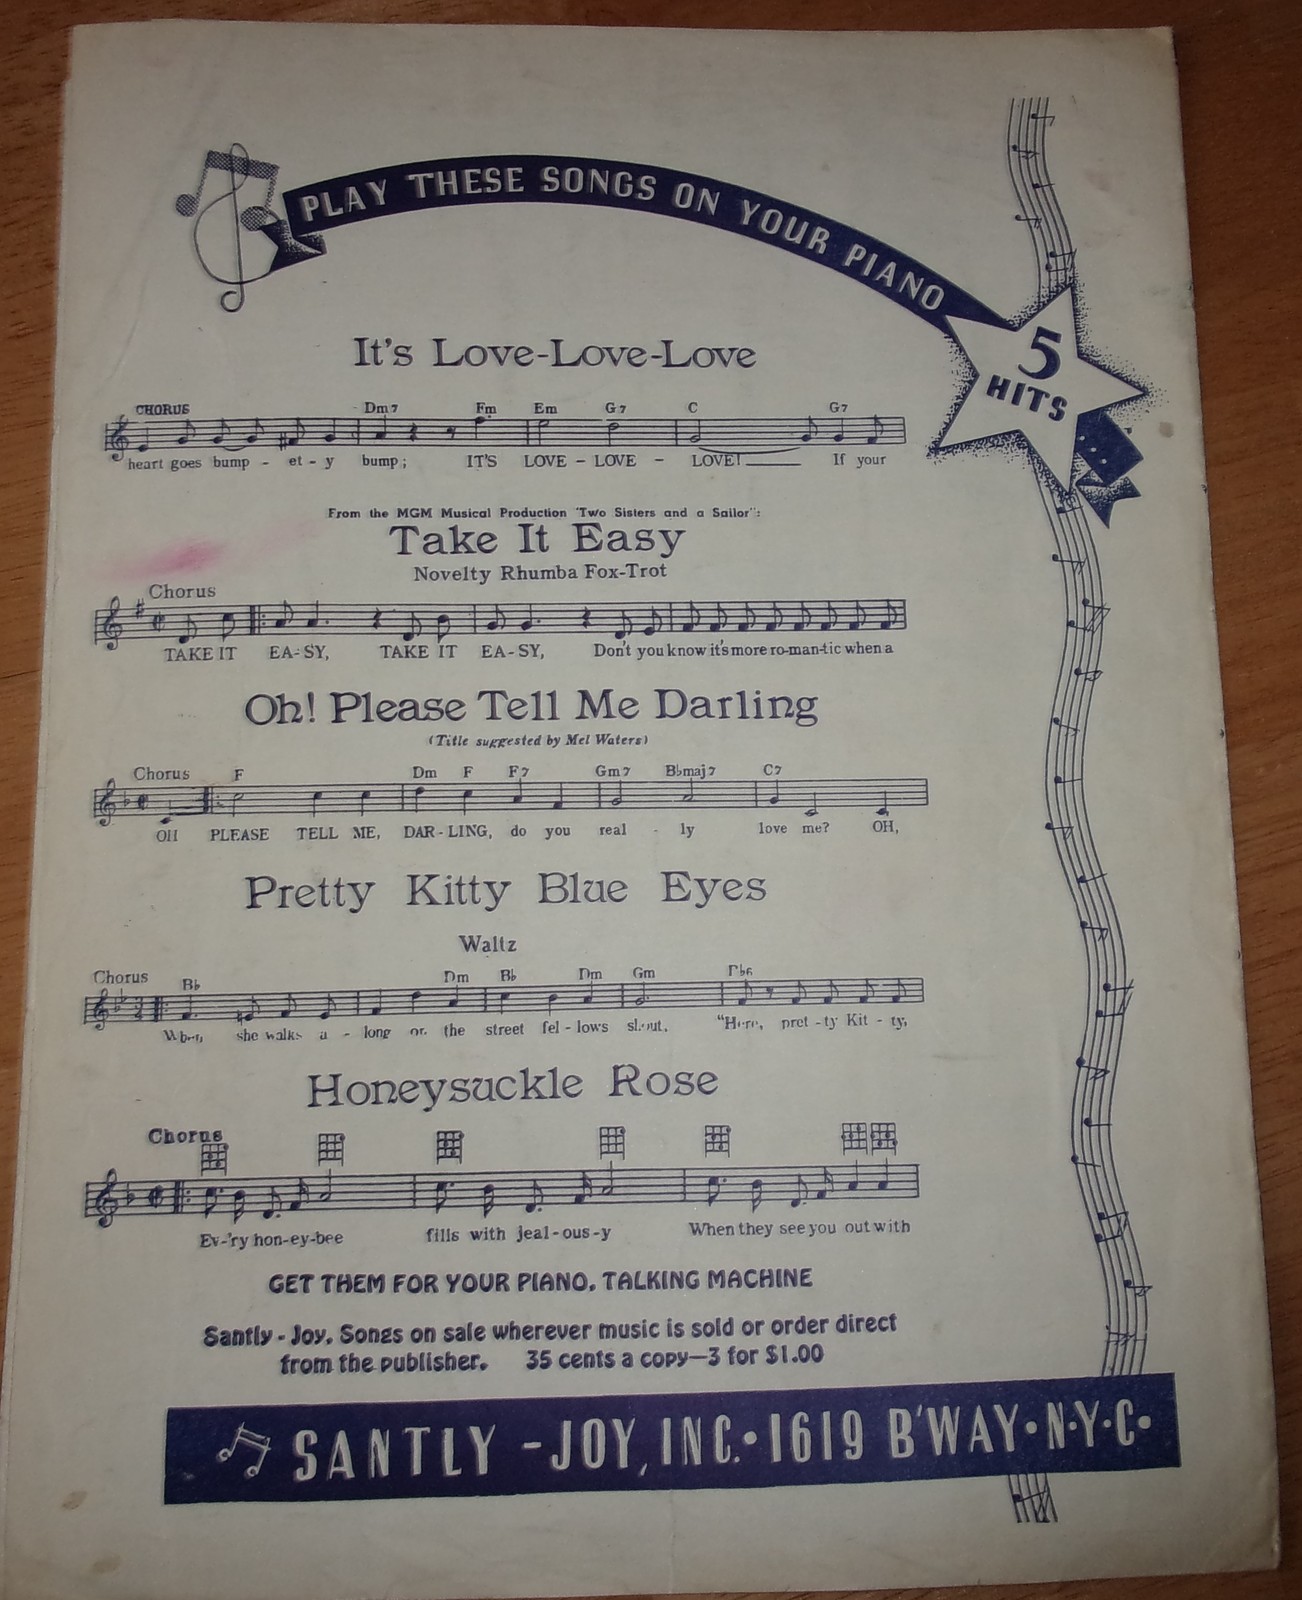 PLAY THESE SONGS ON YOUR PIANO
5
HITS
It's Love-Love-Love
CHORUS Dm7 Fm Em G7 C G7
heart goes bump - et - y bump; IT'S LOVE - LOVE - LOVE! If your
From the MGM Musical Production "Two Sisters and a Sailor":
Take It Easy
Novelty Rhumba Fox-Trot
Chorus
TAKE IT EA-SY, TAKE IT EA-SY, Don't you know it's more ro-man-tic when a
Oh! Please Tell Me Darling
(Title suggested by Mel Waters)
Chorus F Dm F F7 Gm7 B♭maj7 C7
OH PLEASE TELL ME, DAR-LING, do you real - ly love me? OH,
Pretty Kitty Blue Eyes
Waltz
Chorus B♭ Dm B♭ Dm Gm
When she walks a - long on the street fel-lows shout, "Here, pret-ty Kit-ty,
Honeysuckle Rose
Chorus
Ev-'ry hon-ey-bee fills with jeal-ous-y When they see you out with
GET THEM FOR YOUR PIANO, TALKING MACHINE
Santly-Joy, Songs on sale wherever music is sold or order direct
from the publisher. 35 cents a copy—3 for $1.00
SANTLY-JOY, INC.•1619 B'WAY•N•Y•C•